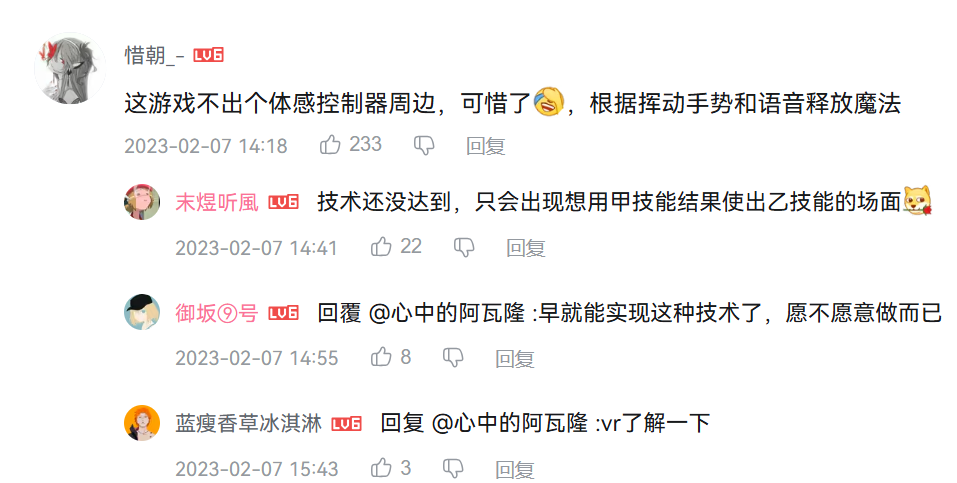 惜朝_- LV6
这游戏不出个体感控制器周边，可惜了，根据挥动手势和语音释放魔法
2023-02-07 14:18 233 回复
末煜听風 LV6 技术还没达到，只会出现想用甲技能结果使出乙技能的场面
2023-02-07 14:41 22 回复
御坂⑨号 LV6 回覆 @心中的阿瓦隆 :早就能实现这种技术了，愿不愿意做而已
2023-02-07 14:55 8 回复
蓝瘦香草冰淇淋 LV6 回复 @心中的阿瓦隆 :vr了解一下
2023-02-07 15:43 3 回复